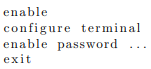 enable
configure terminal
enable password ...
exit